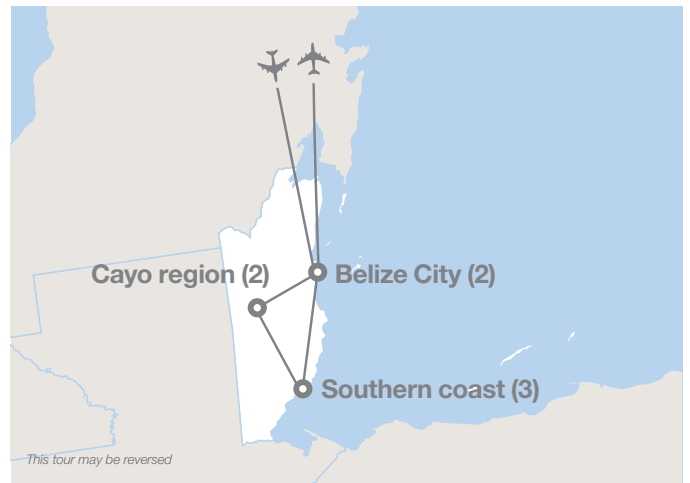 Cayo region (2)
Belize City (2)
Southern coast (3)
This tour may be reversed